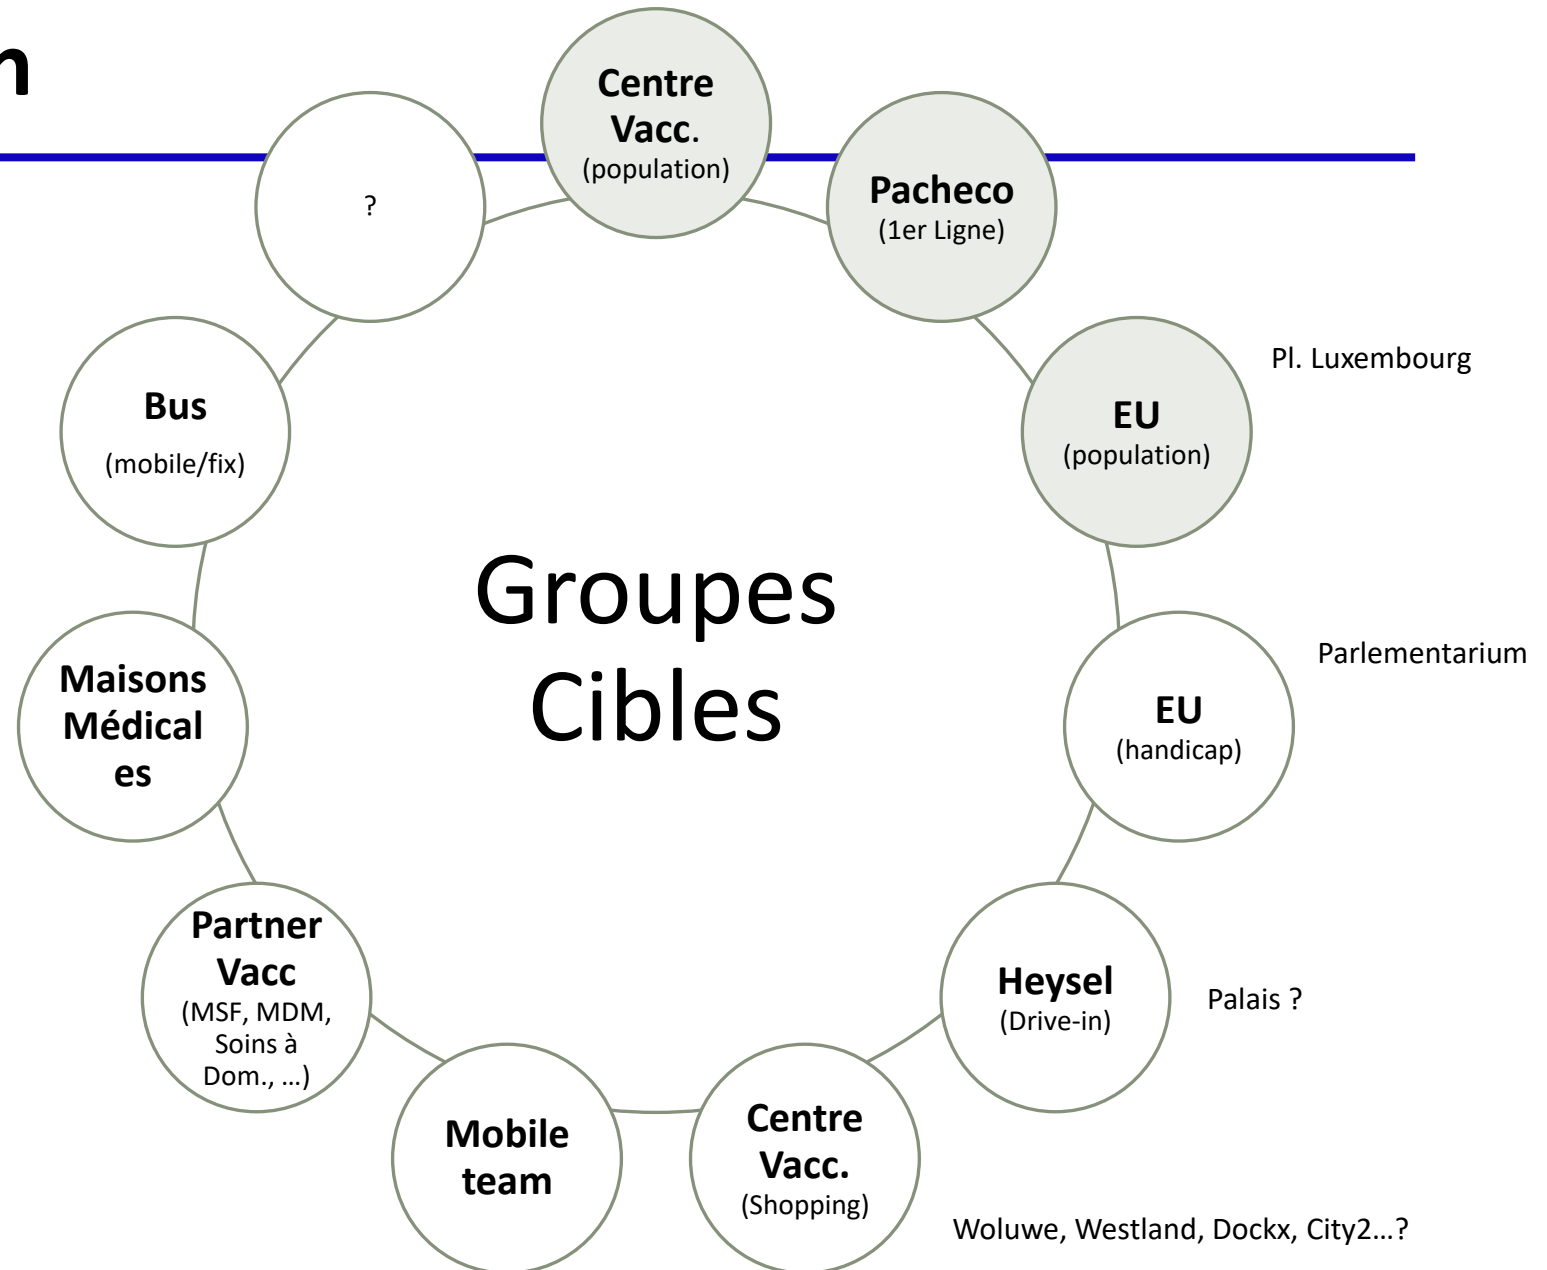 n
Centre
Vacc.
(population)
Pacheco
(1er Ligne)
EU
(population)
Pl. Luxembourg
EU
(handicap)
Parlementarium
Heysel
(Drive-in)
Palais ?
Centre
Vacc.
(Shopping)
Woluwe, Westland, Dockx, City2…?
Mobile
team
Partner
Vacc
(MSF, MDM,
Soins à
Dom., …)
Maisons
Médical
es
Bus
(mobile/fix)
?
Groupes
Cibles